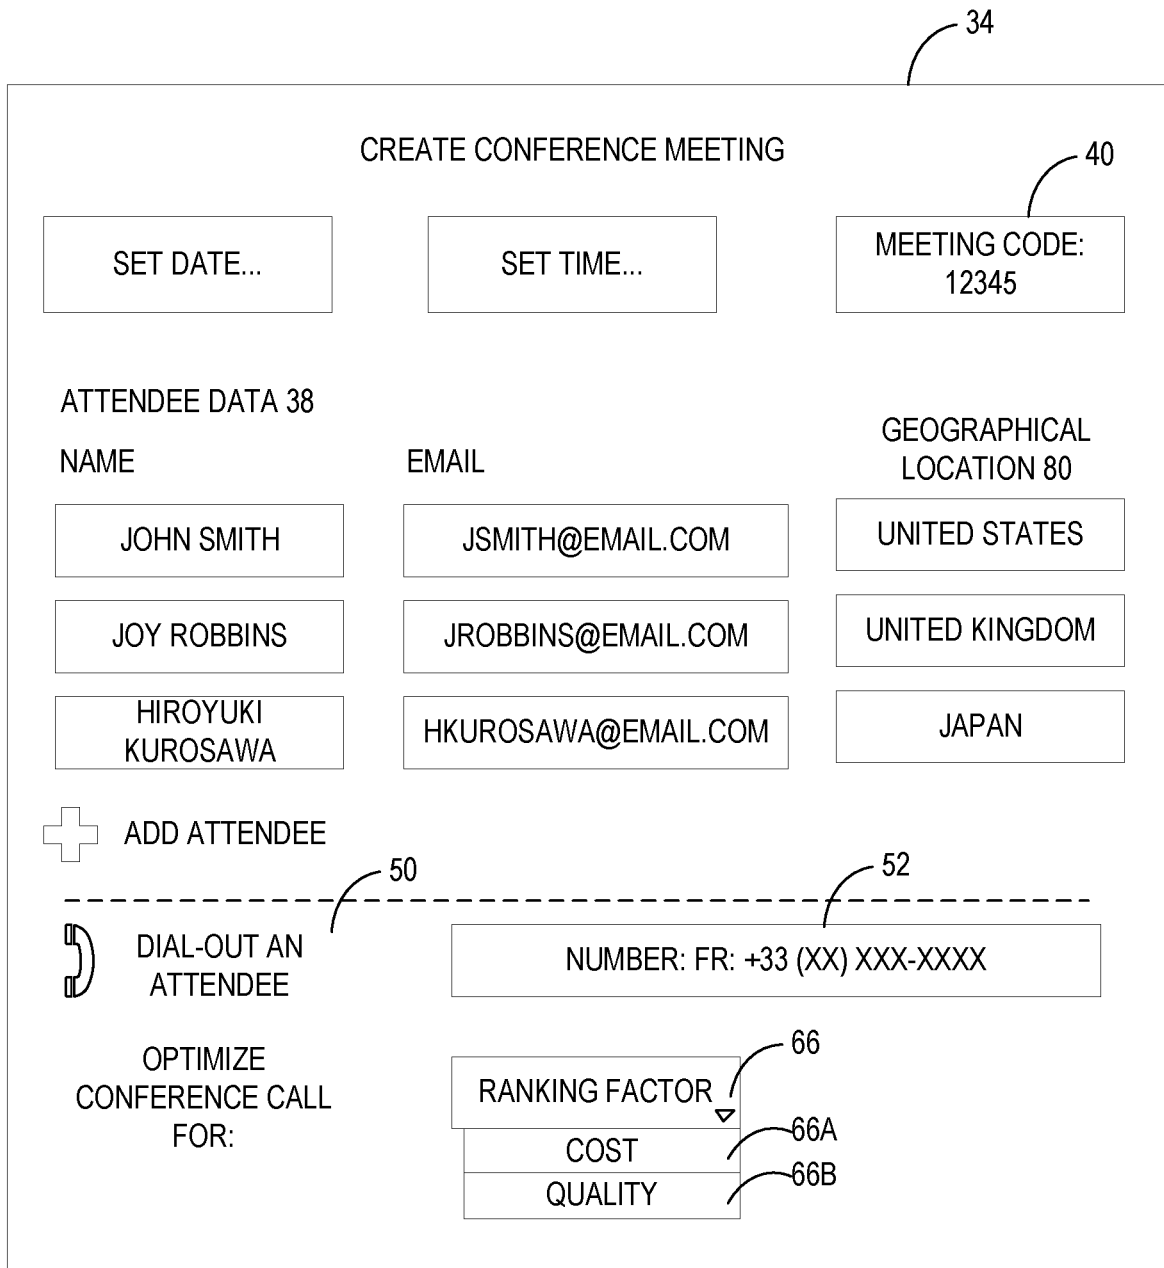 34
CREATE CONFERENCE MEETING
40
SET DATE...
SET TIME...
MEETING CODE:
12345
ATTENDEE DATA 38
NAME
EMAIL
GEOGRAPHICAL
LOCATION 80
JOHN SMITH
JSMITH@EMAIL.COM
UNITED STATES
JOY ROBBINS
JROBBINS@EMAIL.COM
UNITED KINGDOM
HIROYUKI
KUROSAWA
HKUROSAWA@EMAIL.COM
JAPAN
ADD ATTENDEE
50
52
DIAL-OUT AN
ATTENDEE
NUMBER: FR: +33 (XX) XXX-XXXX
OPTIMIZE
CONFERENCE CALL
FOR:
66
RANKING FACTOR
66A
COST
66B
QUALITY